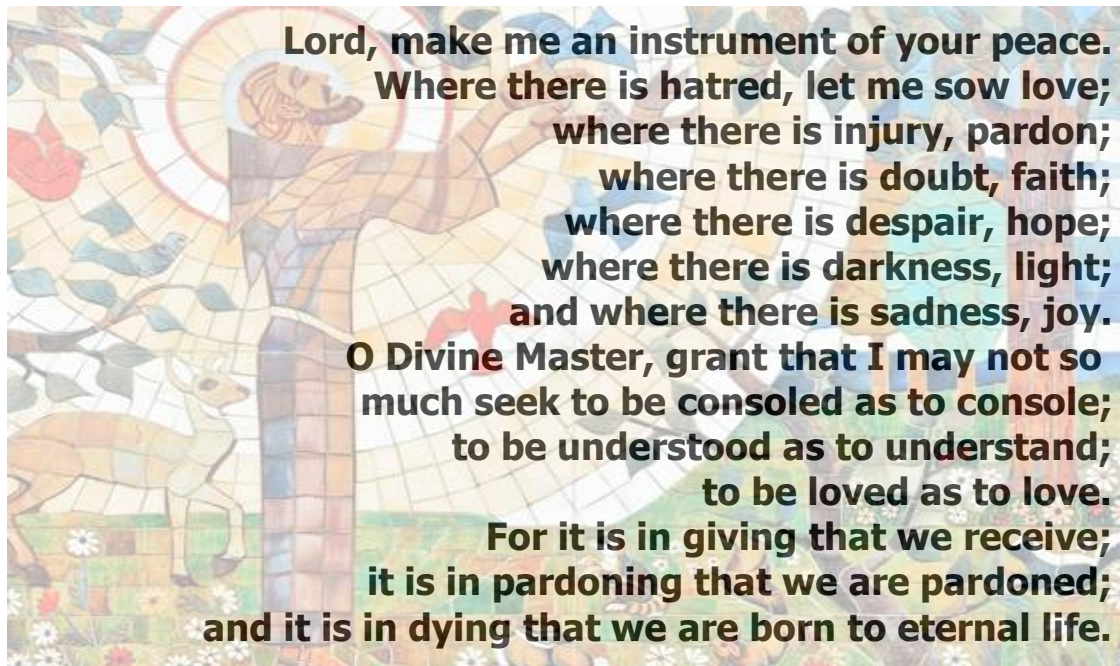 Lord, make me an instrument of your peace.
Where there is hatred, let me sow love;
where there is injury, pardon;
where there is doubt, faith;
where there is despair, hope;
where there is darkness, light;
and where there is sadness, joy.
O Divine Master, grant that I may not so
much seek to be consoled as to console;
to be understood as to understand;
to be loved as to love.
For it is in giving that we receive;
it is in pardoning that we are pardoned;
and it is in dying that we are born to eternal life.